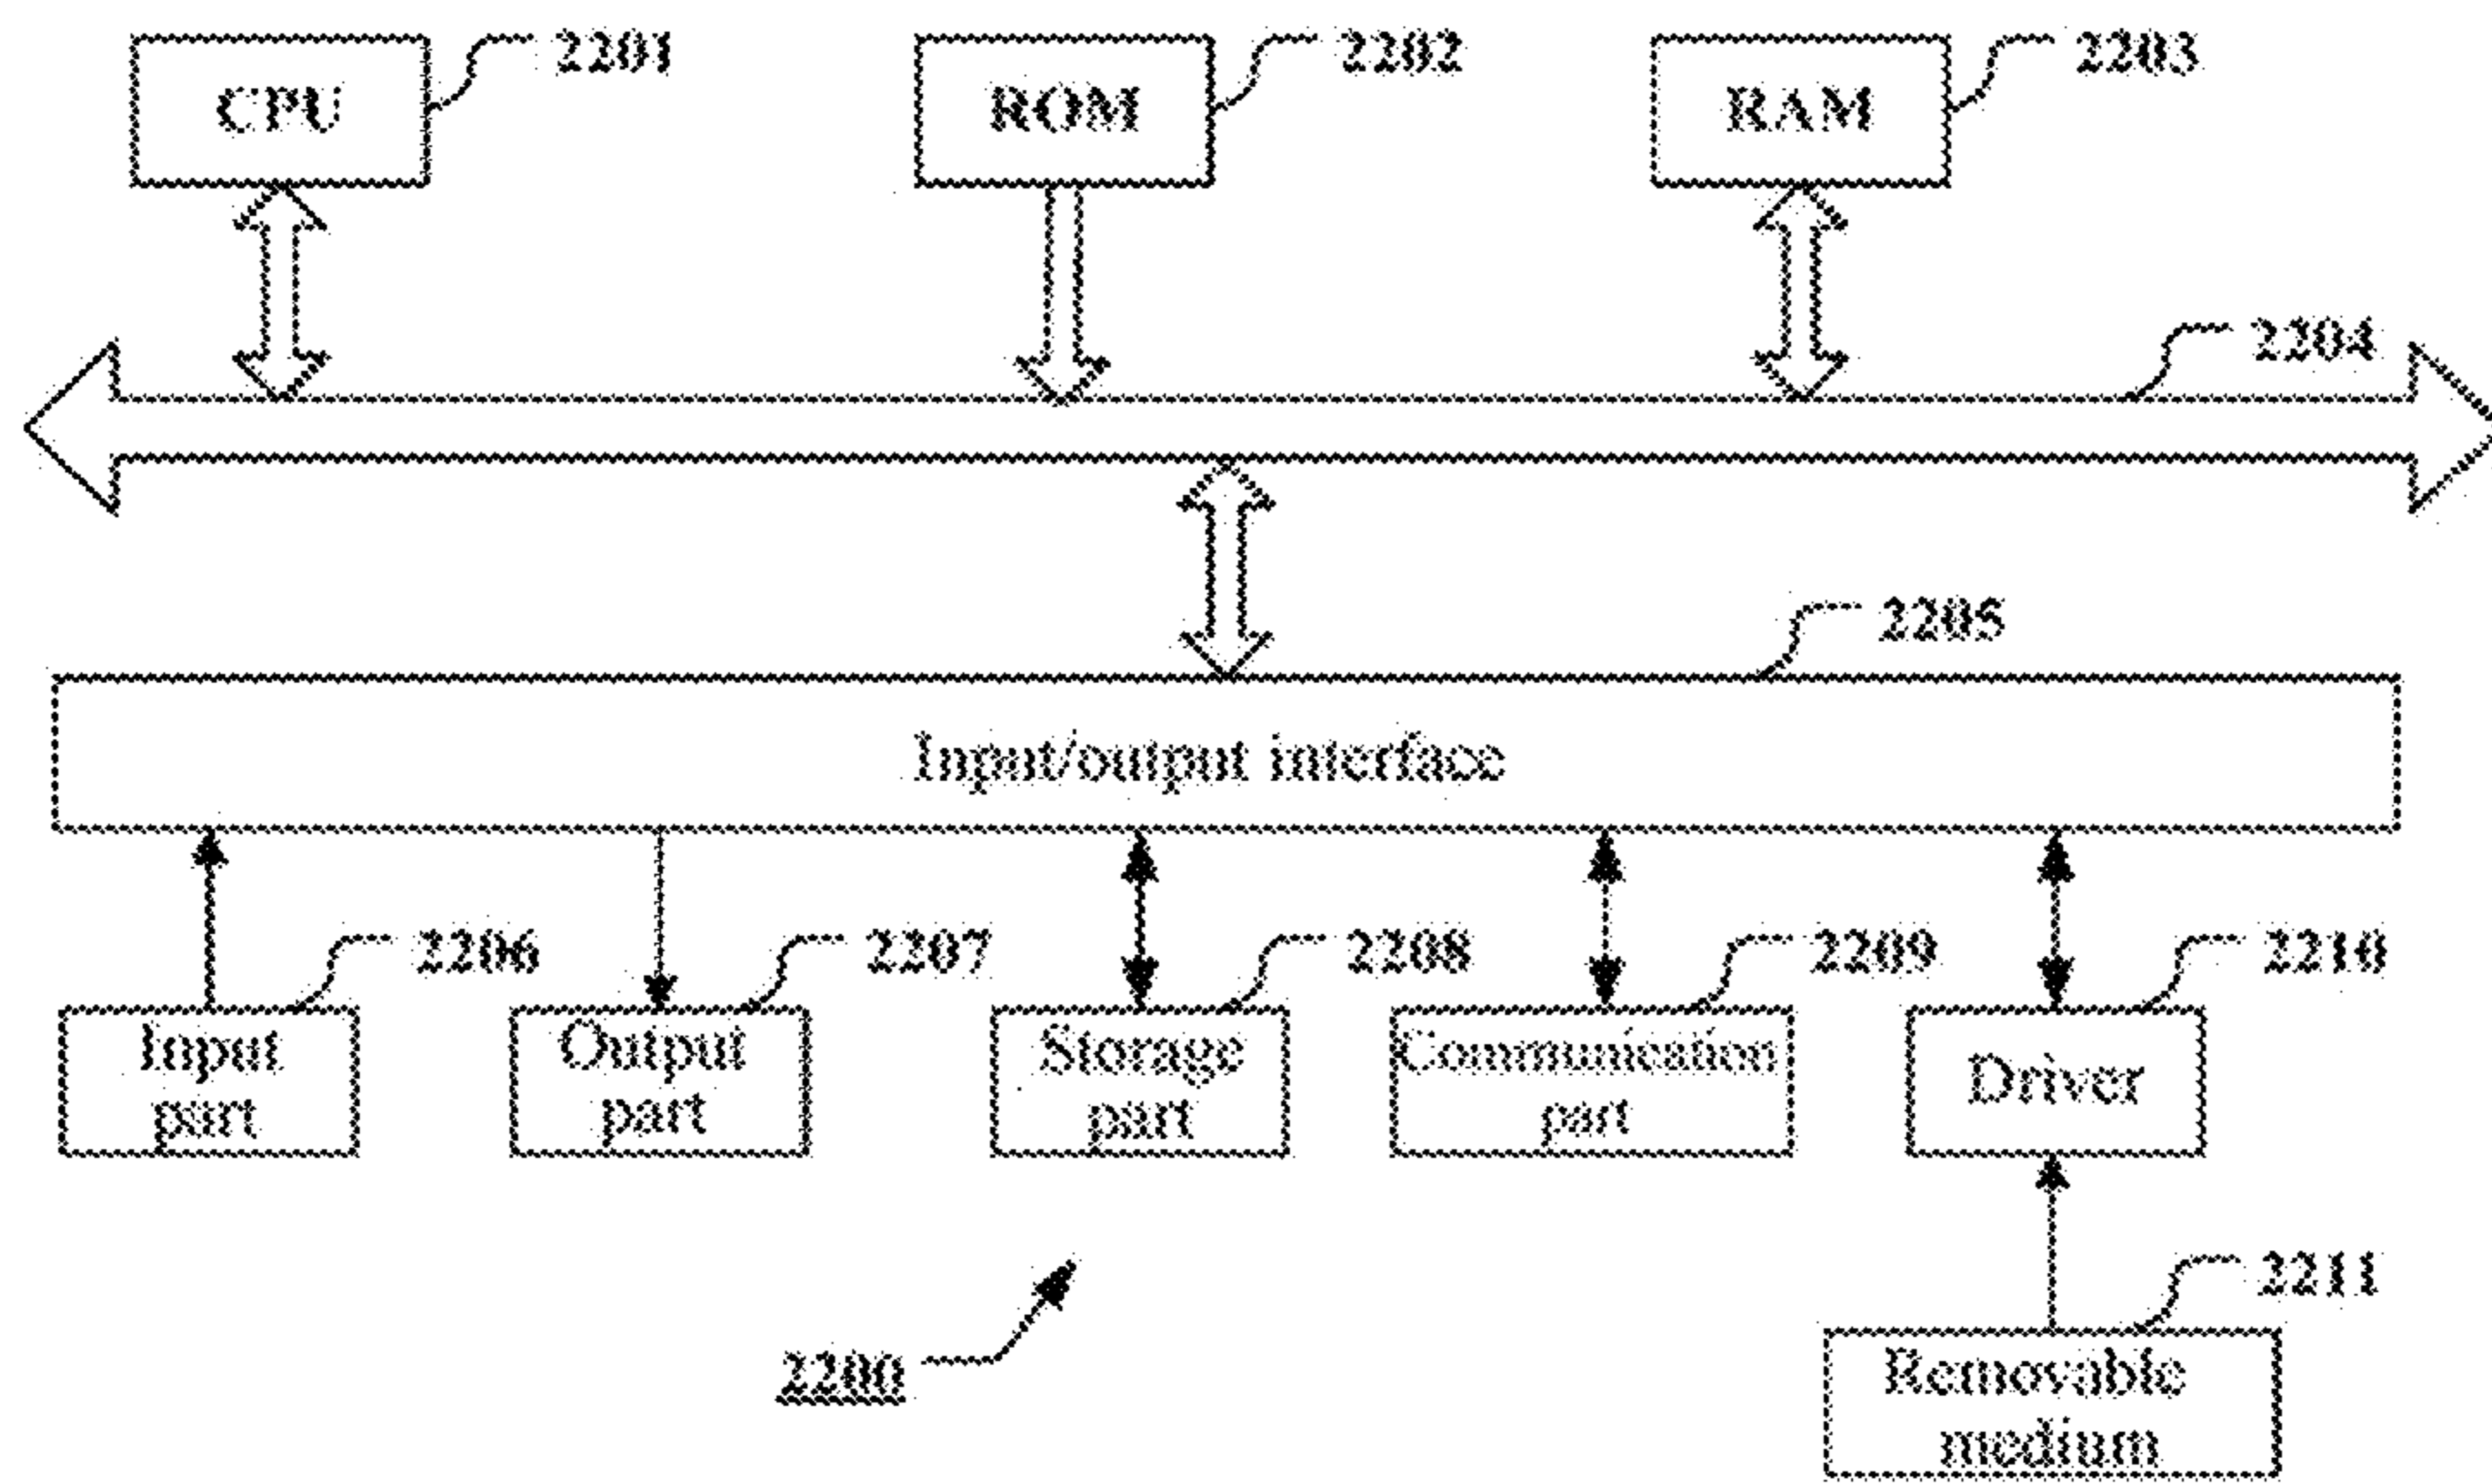 CPU
2201
ROM
2202
RAM
2203
2204
2205
Input/output interface
2206
2207
2208
2209
2210
Input
part
Output
part
Storage
part
Communication
part
Driver
2211
2200
Removable
medium